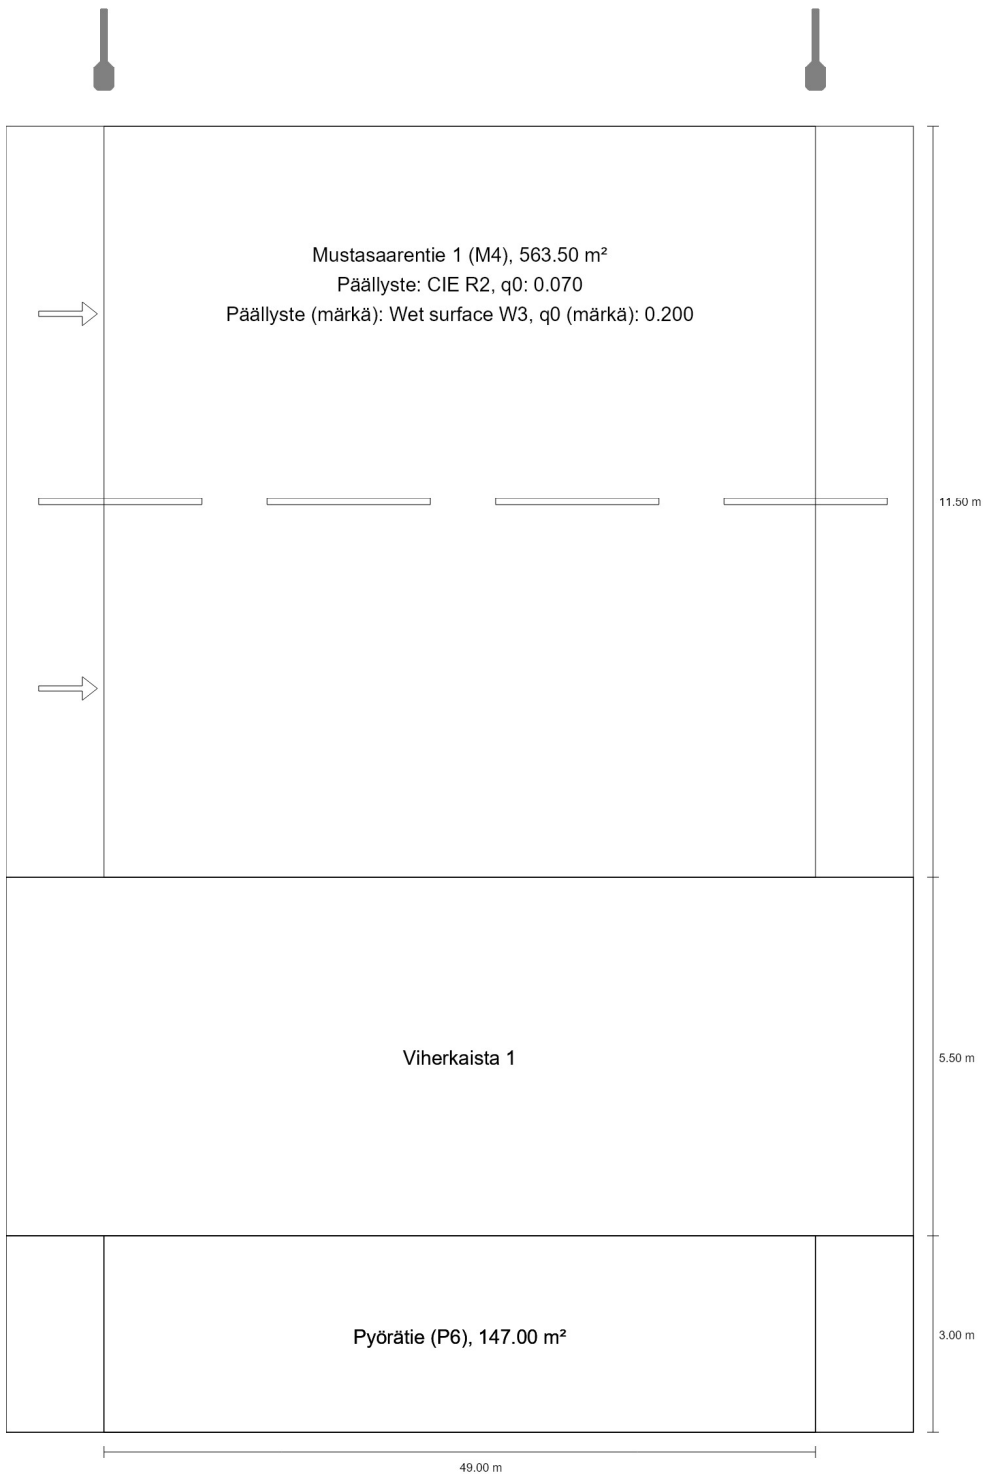 Mustasaarentie 1 (M4), 563.50 m²
Päällyste: CIE R2, q0: 0.070
Päällyste (märkä): Wet surface W3, q0 (märkä): 0.200
11.50 m
Viherkaista 1
5.50 m
Pyörätie (P6), 147.00 m²
3.00 m
49.00 m